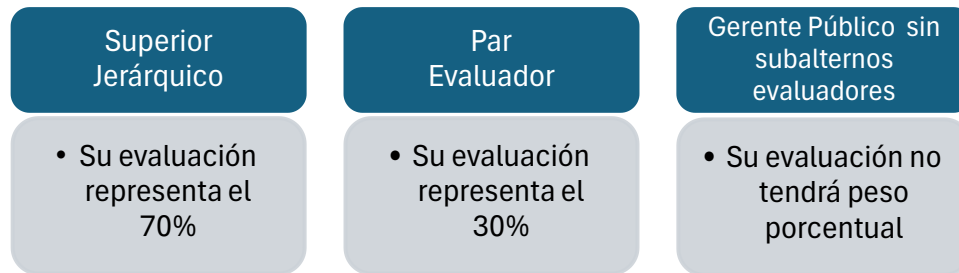 Superior
Jerárquico
• Su evaluación
representa el
70%
Par
Evaluador
• Su evaluación
representa el
30%
Gerente Público sin
subalternos
evaluadores
• Su evaluación no
tendrá peso
porcentual